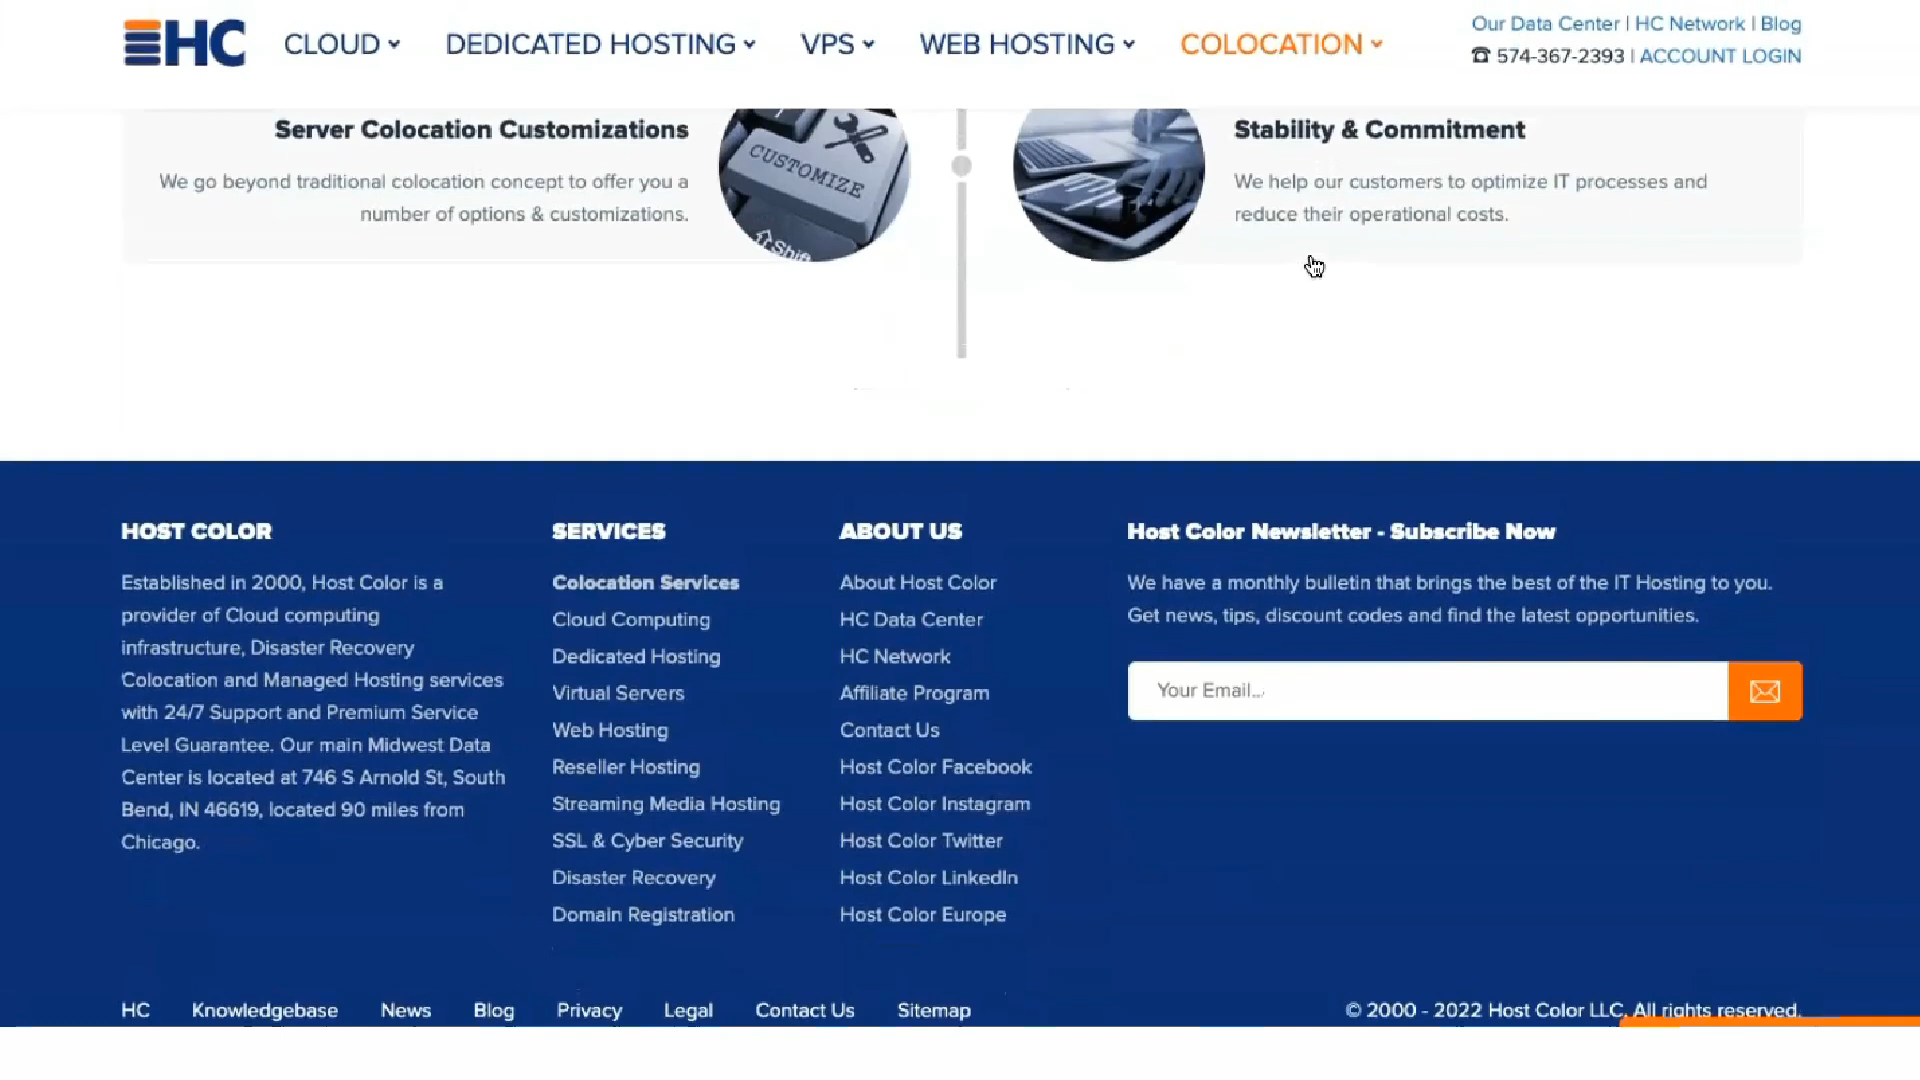 HC
CLOUD
DEDICATED HOSTING
VPS
WEB HOSTING
COLOCATION
Our Data Center | HC Network | Blog
574-367-2393 | ACCOUNT LOGIN
Server Colocation Customizations
We go beyond traditional colocation concept to offer you a
number of options & customizations.
CUSTOMIZE
Shift
Stability & Commitment
We help our customers to optimize IT processes and
reduce their operational costs.
HOST COLOR
Established in 2000, Host Color is a
provider of Cloud computing
infrastructure, Disaster Recovery
Colocation and Managed Hosting services
with 24/7 Support and Premium Service
Level Guarantee. Our main Midwest Data
Center is located at 746 S Arnold St, South
Bend, IN 46619, located 90 miles from
Chicago.
SERVICES
Colocation Services
Cloud Computing
Dedicated Hosting
Virtual Servers
Web Hosting
Reseller Hosting
Streaming Media Hosting
SSL & Cyber Security
Disaster Recovery
Domain Registration
ABOUT US
About Host Color
HC Data Center
HC Network
Affiliate Program
Contact Us
Host Color Facebook
Host Color Instagram
Host Color Twitter
Host Color LinkedIn
Host Color Europe
Host Color Newsletter - Subscribe Now
We have a monthly bulletin that brings the best of the IT Hosting to you.
Get news, tips, discount codes and find the latest opportunities.
Your Email...
HC
Knowledgebase
News
Blog
Privacy
Legal
Contact Us
Sitemap
© 2000 - 2022 Host Color LLC. All rights reserved.